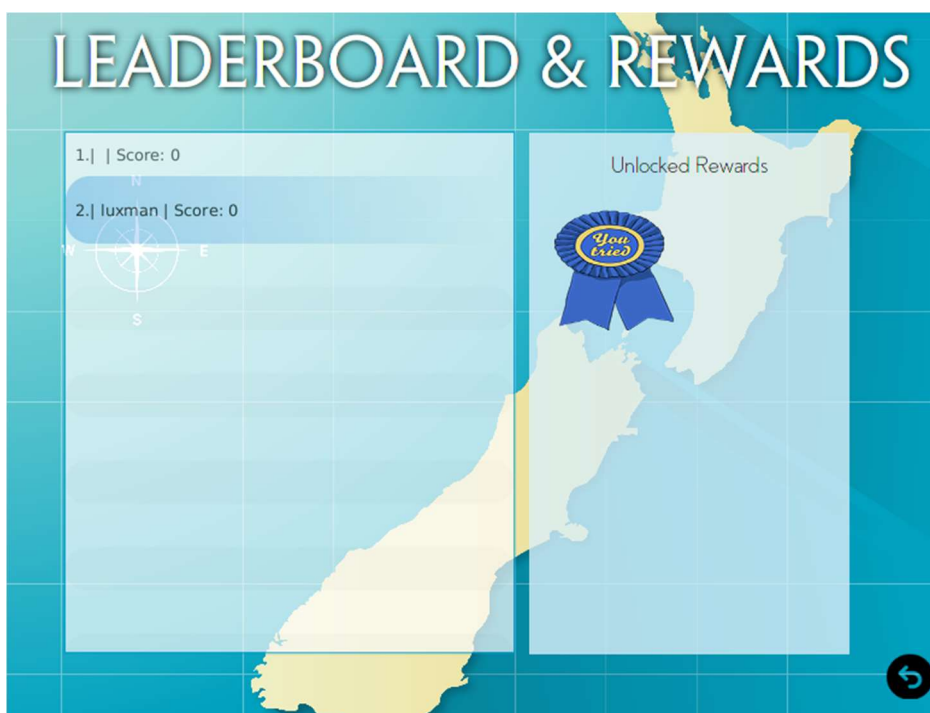 LEADERBOARD & REWARDS
1.|  | Score: 0
N
2.| luxman | Score: 0
W E
S
Unlocked Rewards
You
tried